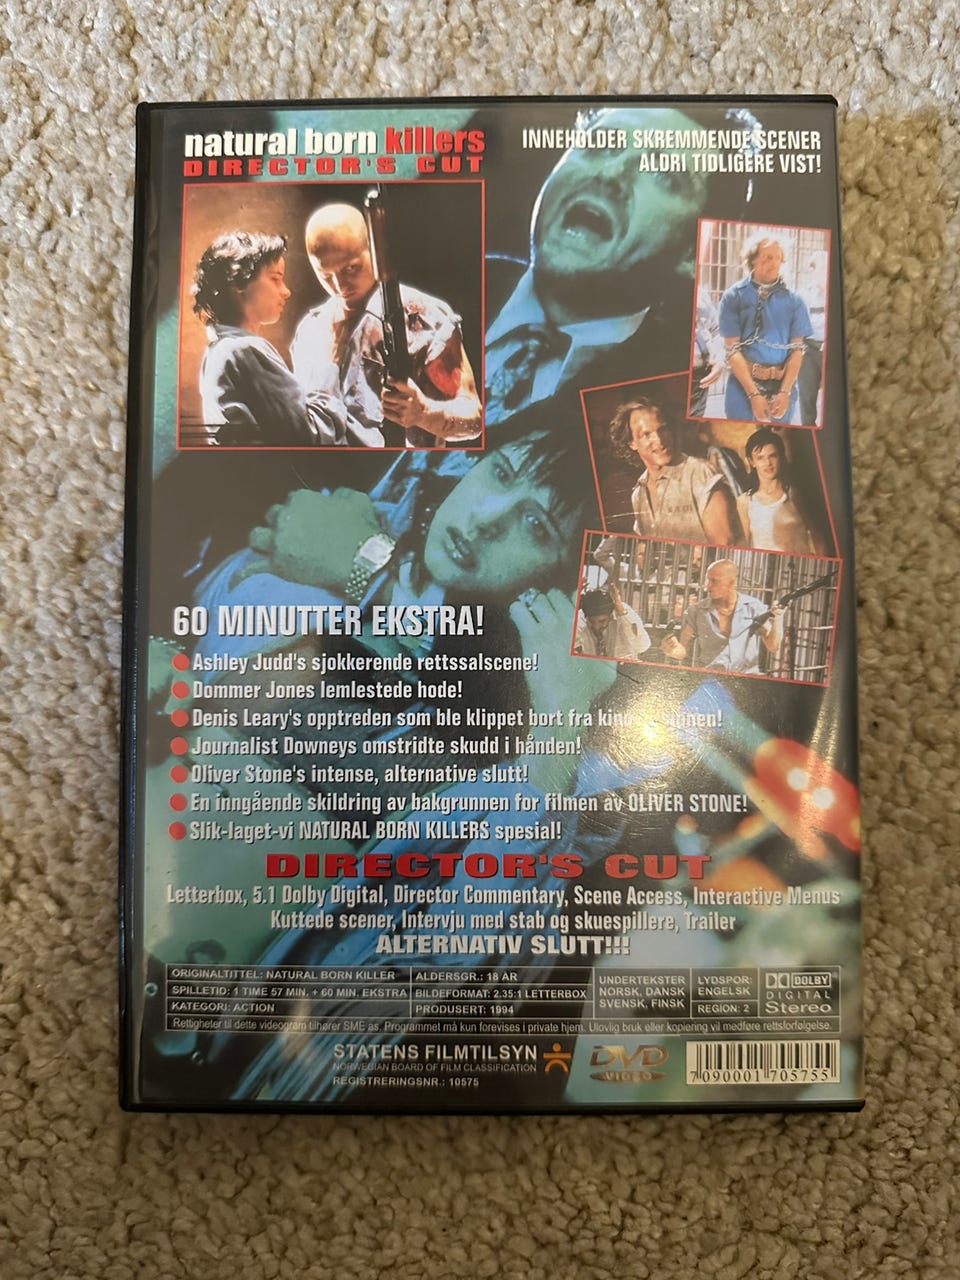 natural born killers
DIRECTOR'S CUT
INNEHOLDER SKREMMENDE SCENER
ALDRI TIDLIGERE VIST!
60 MINUTTER EKSTRA!
Ashley Judd's sjokkerende rettssalscene!
Dommer Jones lemlestede hode!
Denis Leary's opptreden som ble klippet bort fra
Journalist Downeys omstridte skudd i hånden!
Oliver Stone's intense, alternative slutt!
En inngående skildring av bakgrunnen for filmen av OLIVER STONE!
Slik-laget-vi NATURAL BORN KILLERS spesial!
DIRECTOR'S CUT
Letterbox, 5.1 Dolby Digital, Director Commentary, Scene Access, Interactive Menus
Kuttede scener, Intervju med stab og skuespillere, Trailer
ALTERNATIV SLUTT!!!
ORIGINALTITTEL: NATURAL BORN KILLER
SPILLETID: 1 TIME 57 MIN. + 60 MIN. EKSTRA
KATEGORI: ACTION
ALDERSGR.: 18 ÅR
BILDEFORMAT: 2.35:1 LETTERBOX
PRODUSERT: 1994
UNDERTEKSTER
NORSK, DANSK
SVENSK, FINSK
LYDSPOR:
ENGELSK
REGION: 2
DOLBY
DIGITAL
Stereo
Rettigheter til dette videogram tilhører SME as. Programmet må kun forevises i private hjem. Ulovlig bruk eller kopiering vil medføre rettsforfølgelse.
STATENS FILMTILSYN
NORWEGIAN BOARD OF FILM CLASSIFICATION
REGISTRERINGSNR.: 10575
DVD
VIDEO
7 090001 705755